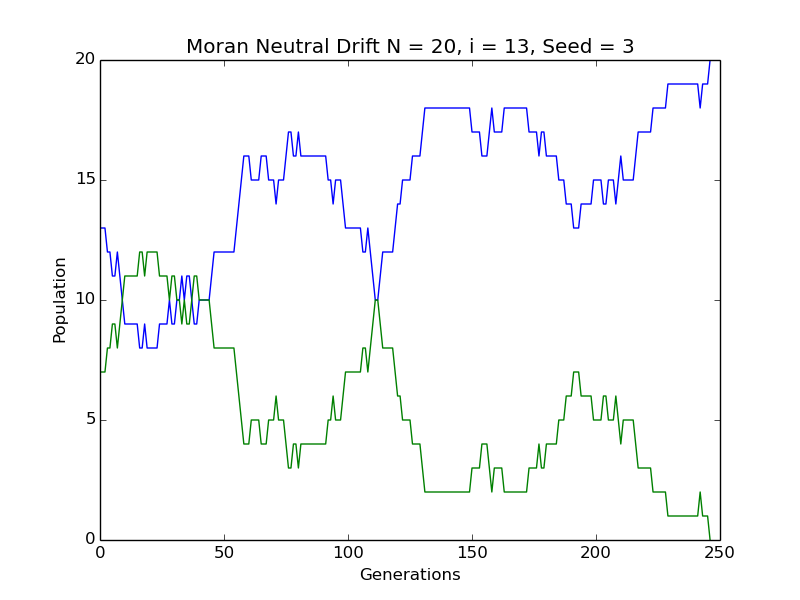 Moran Neutral Drift N = 20, i = 13, Seed = 3
20
15
10
5
0
Population
0 50 100 150 200 250
Generations